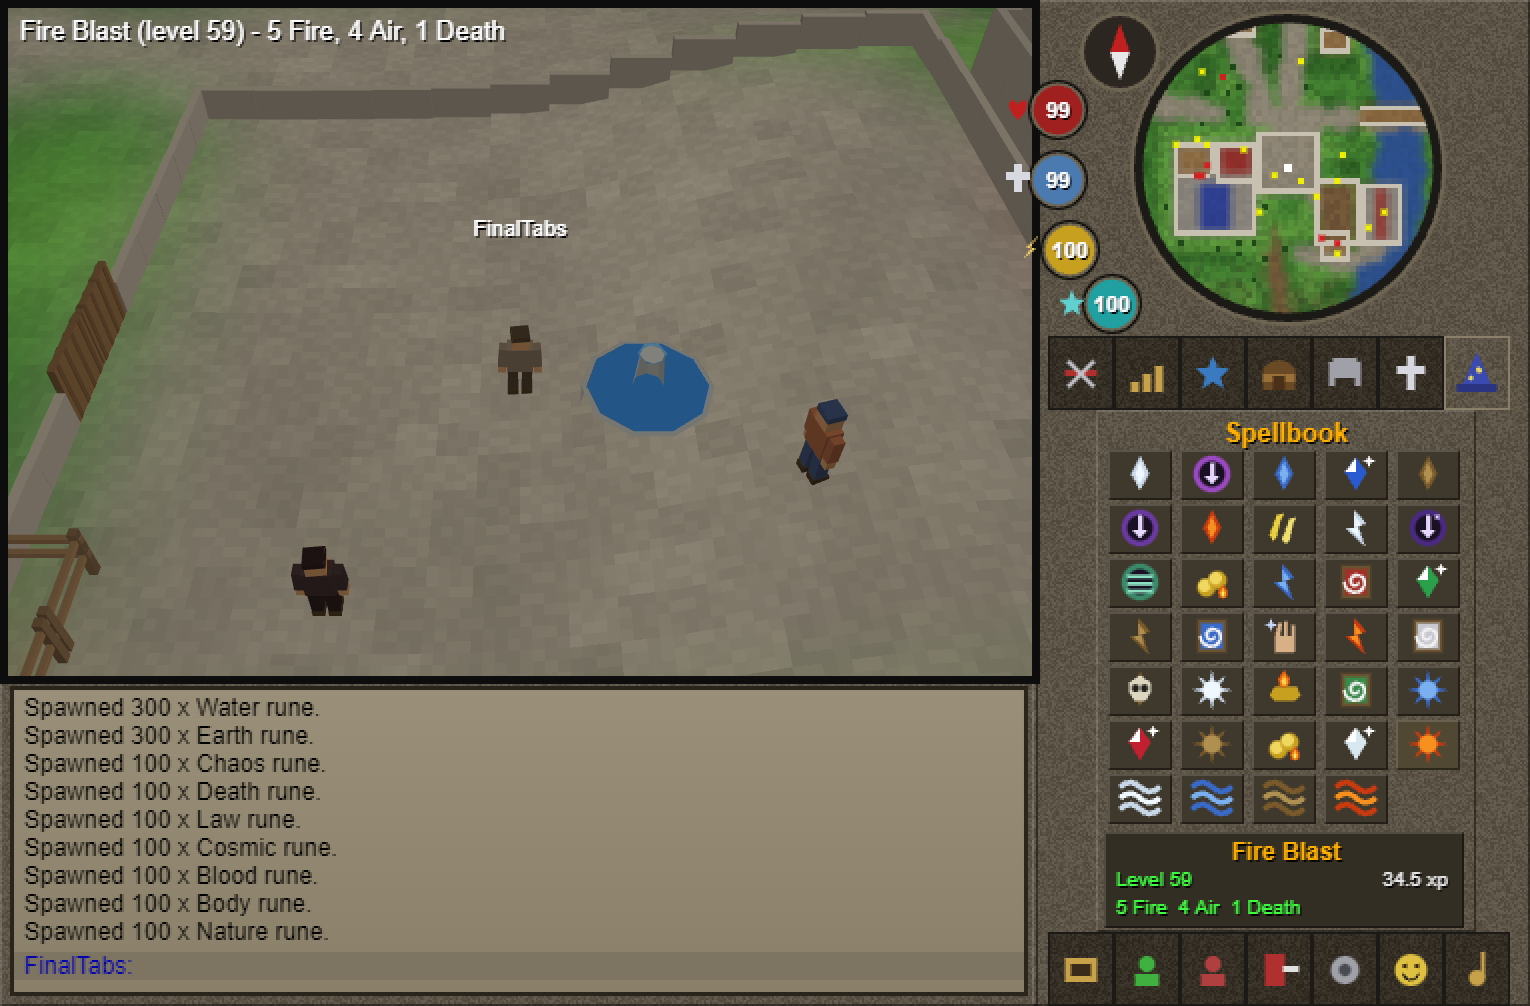 Fire Blast (level 59) - 5 Fire, 4 Air, 1 Death
99
99
FinalTabs
100
100
Spellbook
Spawned 300 x Water rune.
Spawned 300 x Earth rune.
Spawned 100 x Chaos rune.
Spawned 100 x Death rune.
Spawned 100 x Law rune.
Spawned 100 x Cosmic rune.
Spawned 100 x Blood rune.
Spawned 100 x Body rune.
Spawned 100 x Nature rune.
FinalTabs:
Fire Blast
Level 59 34.5 xp
5 Fire 4 Air 1 Death